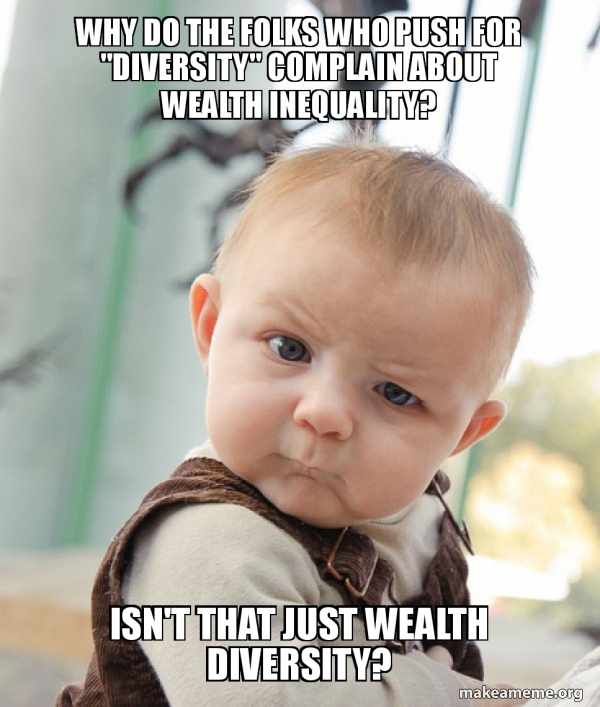 WHY DO THE FOLKS WHO PUSH FOR
"DIVERSITY" COMPLAIN ABOUT
WEALTH INEQUALITY?
ISN'T THAT JUST WEALTH
DIVERSITY?
makeameme.org